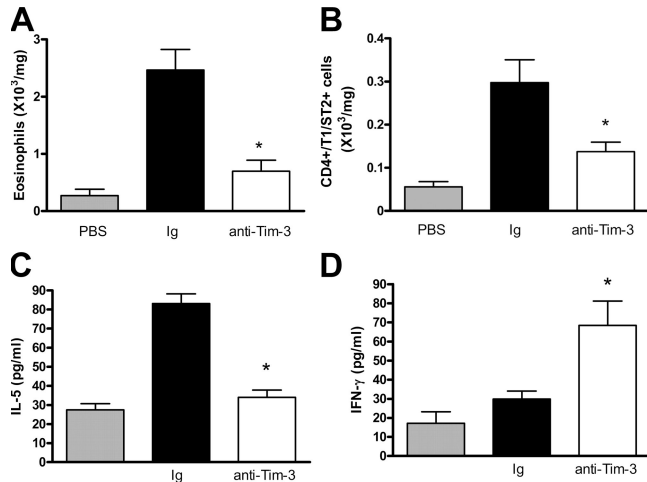 A
Eosinophils (X10³/mg)
3
2
1
0
*
PBS Ig anti-Tim-3
B
CD4+/T1/ST2+ cells
(X10³/mg)
0.4
0.3
0.2
0.1
0
*
PBS Ig anti-Tim-3
C
IL-5 (pg/ml)
90
80
70
60
50
40
30
20
10
0
*
Ig anti-Tim-3
D
IFN-γ (pg/ml)
90
80
70
60
50
40
30
20
10
0
*
Ig anti-Tim-3